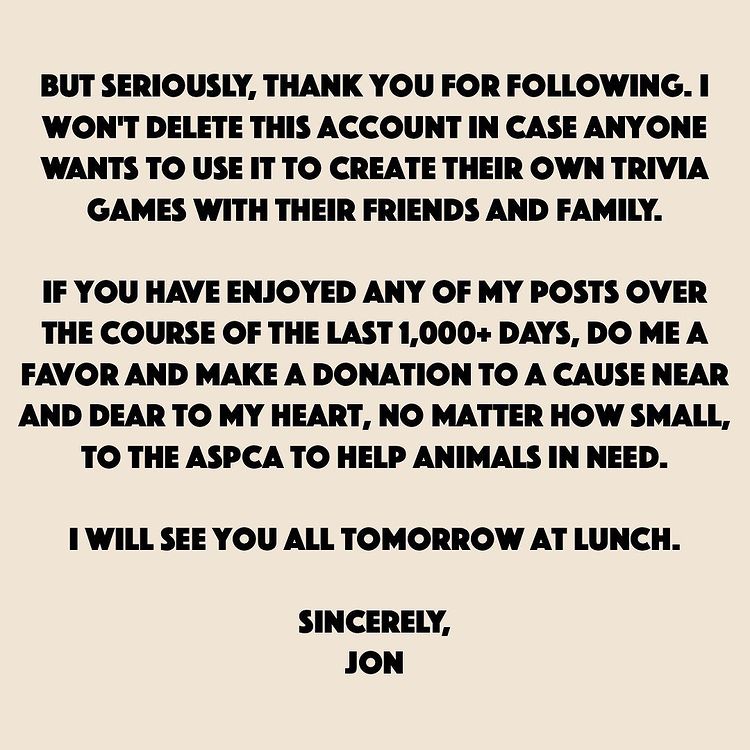 BUT SERIOUSLY, THANK YOU FOR FOLLOWING. I
WON'T DELETE THIS ACCOUNT IN CASE ANYONE
WANTS TO USE IT TO CREATE THEIR OWN TRIVIA
GAMES WITH THEIR FRIENDS AND FAMILY.
IF YOU HAVE ENJOYED ANY OF MY POSTS OVER
THE COURSE OF THE LAST 1,000+ DAYS, DO ME A
FAVOR AND MAKE A DONATION TO A CAUSE NEAR
AND DEAR TO MY HEART, NO MATTER HOW SMALL,
TO THE ASPCA TO HELP ANIMALS IN NEED.
I WILL SEE YOU ALL TOMORROW AT LUNCH.
SINCERELY,
JON